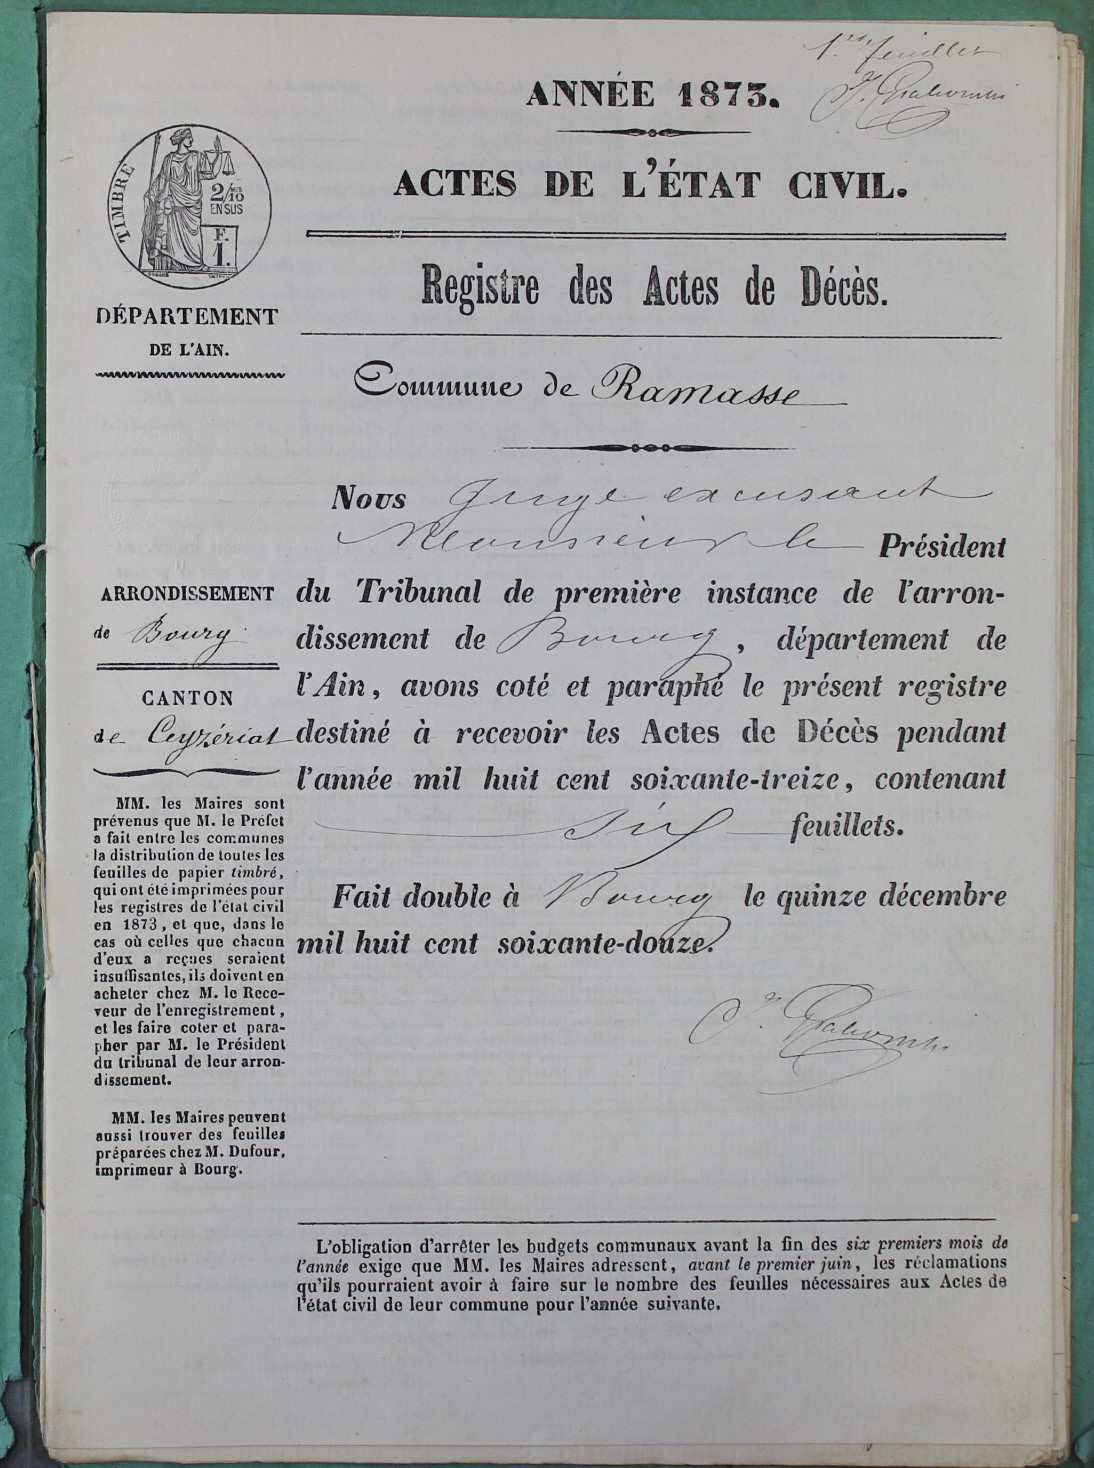 1er feuillet
ANNÉE 1873.
ACTES DE L'ÉTAT CIVIL.
TIMBRE
2/10 EN SUS
F. 1.
Registre des Actes de Décès.
DÉPARTEMENT
DE L'AIN.
Commune de Ramasse
Nous Juge excusant
Monsieur le Président
du Tribunal de première instance de l'arron-
dissement de Bourg, département de
l'Ain, avons coté et paraphé le présent registre
destiné à recevoir les Actes de Décès pendant
l'année mil huit cent soixante-treize, contenant
six feuillets.
Fait double à Bourg le quinze décembre
mil huit cent soixante-douze.
ARRONDISSEMENT
de Bourg
CANTON
de Ceyzériat
MM. les Maires sont
prévenus que M. le Préfet
a fait entre les communes
la distribution de toutes les
feuilles de papier timbré,
qui ont été imprimées pour
les registres de l'état civil
en 1873, et que, dans le
cas où celles que chacun
d'eux a reçues seraient
insuffisantes, ils doivent en
acheter chez M. le Rece-
veur de l'enregistrement,
et les faire coter et para-
pher par M. le Président
du tribunal de leur arron-
dissement.
MM. les Maires peuvent
aussi trouver des feuilles
préparées chez M. Dufour,
imprimeur à Bourg.
L'obligation d'arrêter les budgets communaux avant la fin des six premiers mois de
l'année exige que MM. les Maires adressent, avant le premier juin, les réclamations
qu'ils pourraient avoir à faire sur le nombre des feuilles nécessaires aux Actes de
l'état civil de leur commune pour l'année suivante.